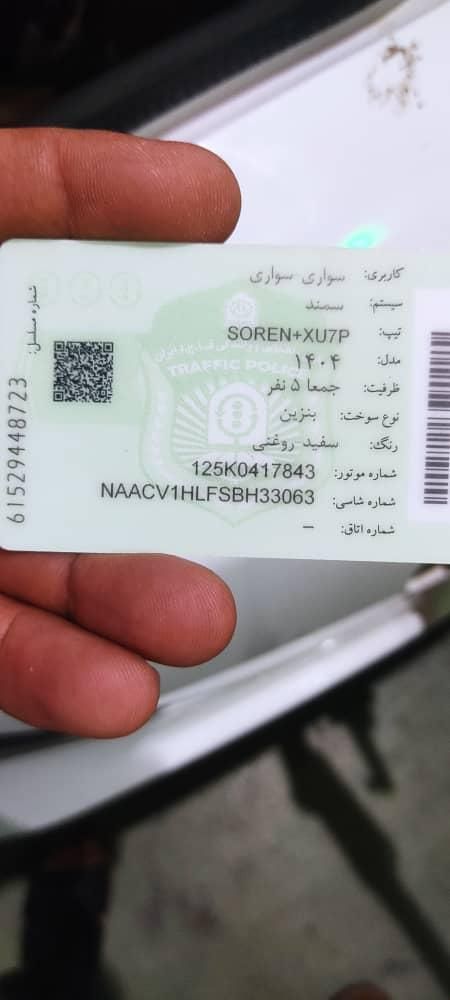 کاربری: سواری-سواری
سیستم: سمند
تیپ: SOREN+XU7P
مدل: ۱۴۰۴
ظرفیت: جمعا ۵ نفر
نوع سوخت: بنزین
رنگ: سفید-روغنی
شماره موتور: 125K0417843
شماره شاسی: NAACV1HLFSBH33063
شماره اتاق: –
شماره مسلسل:
61529448723
TRAFFIC POLICE